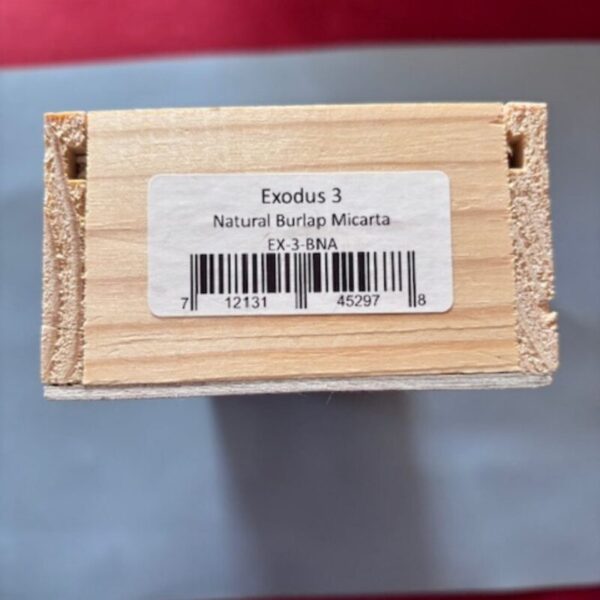 Exodus 3
Natural Burlap Micarta
EX-3-BNA
7 12131 45297 8